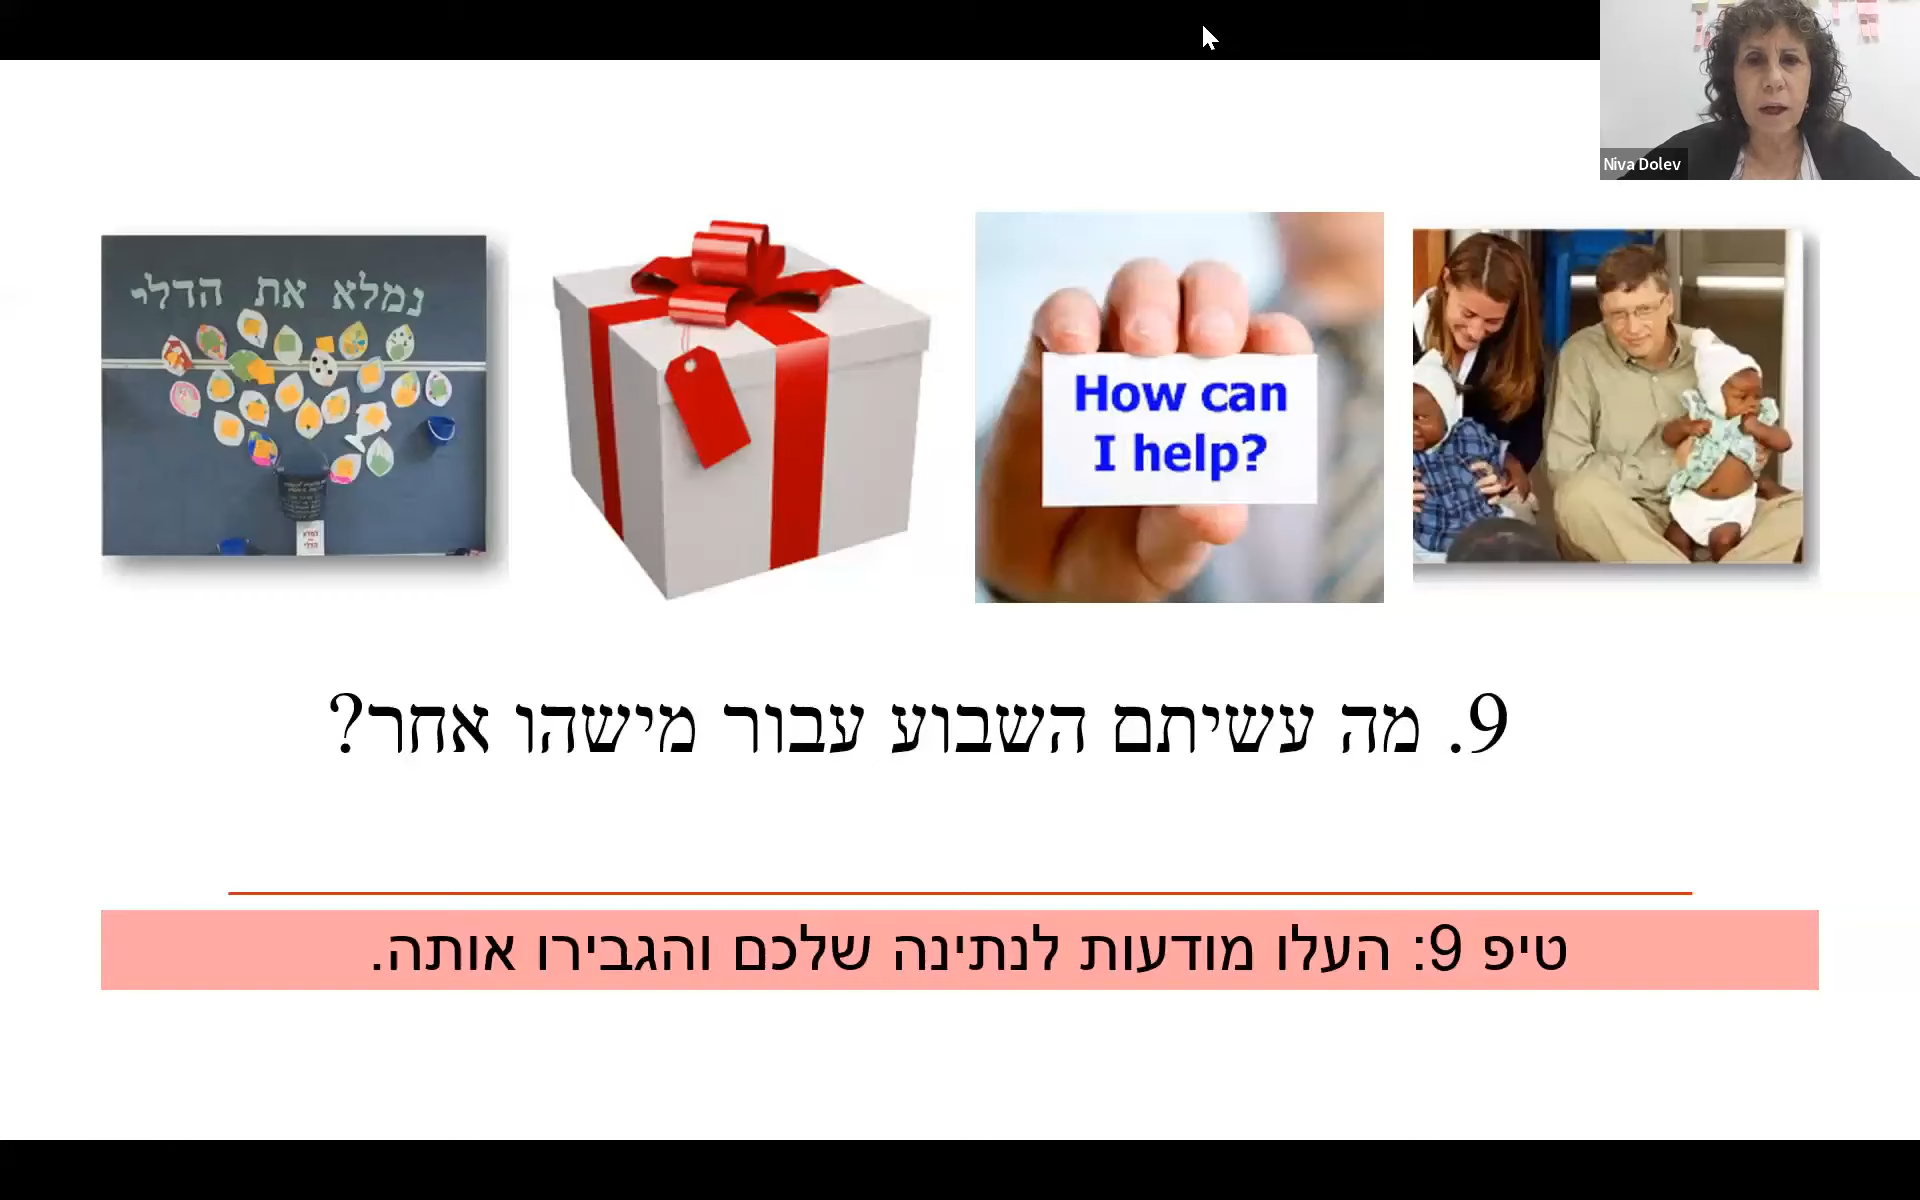 Niva Dolev
נמלא את הדלי
How can
I help?
9. מה עשיתם השבוע עבור מישהו אחר?
טיפ 9: העלו מודעות לנתינה שלכם והגבירו אותה.